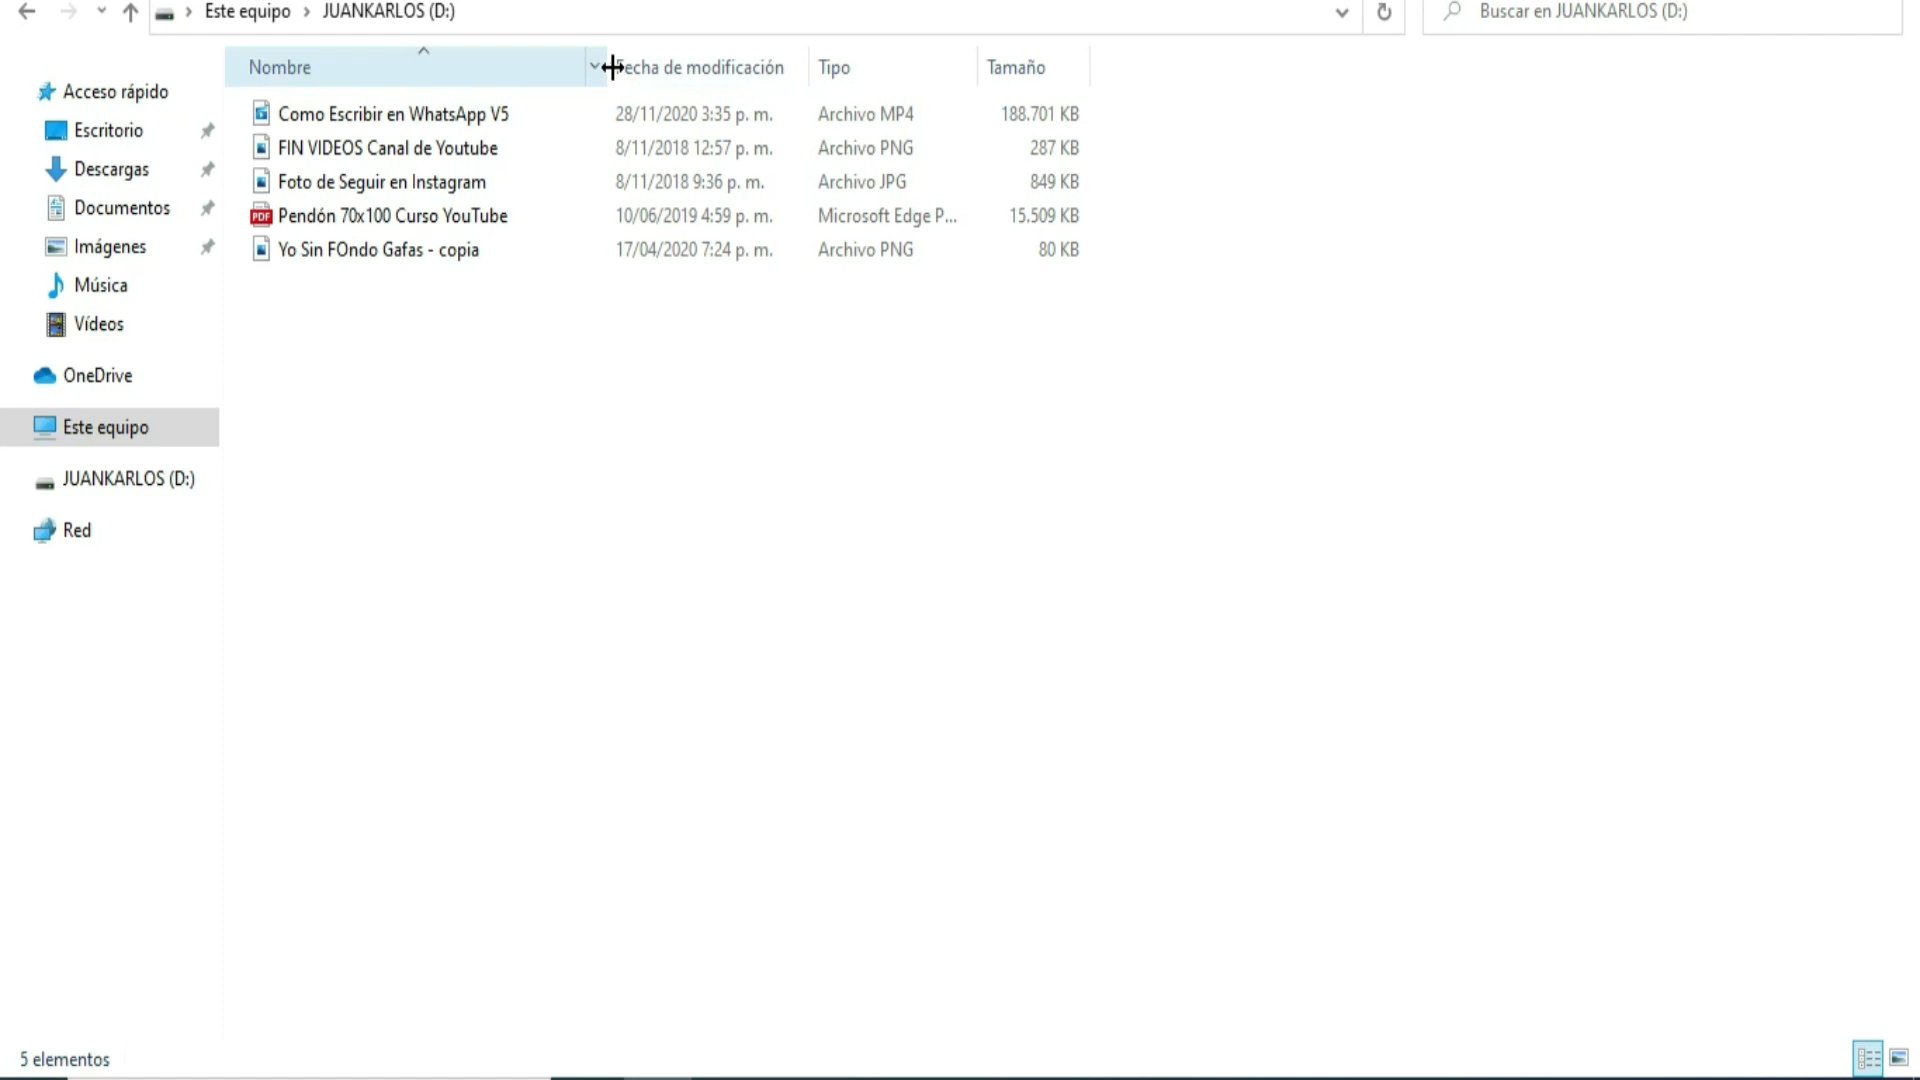 Este equipo > JUANKARLOS (D:)
Buscar en JUANKARLOS (D:)
Nombre Fecha de modificación Tipo Tamaño
Acceso rápido
Escritorio
Descargas
Documentos
Imágenes
Música
Vídeos
OneDrive
Este equipo
JUANKARLOS (D:)
Red
Como Escribir en WhatsApp V5 28/11/2020 3:35 p. m. Archivo MP4 188.701 KB
FIN VIDEOS Canal de Youtube 8/11/2018 12:57 p. m. Archivo PNG 287 KB
Foto de Seguir en Instagram 8/11/2018 9:36 p. m. Archivo JPG 849 KB
PDF Pendón 70x100 Curso YouTube 10/06/2019 4:59 p. m. Microsoft Edge P... 15.509 KB
Yo Sin FOndo Gafas - copia 17/04/2020 7:24 p. m. Archivo PNG 80 KB
5 elementos